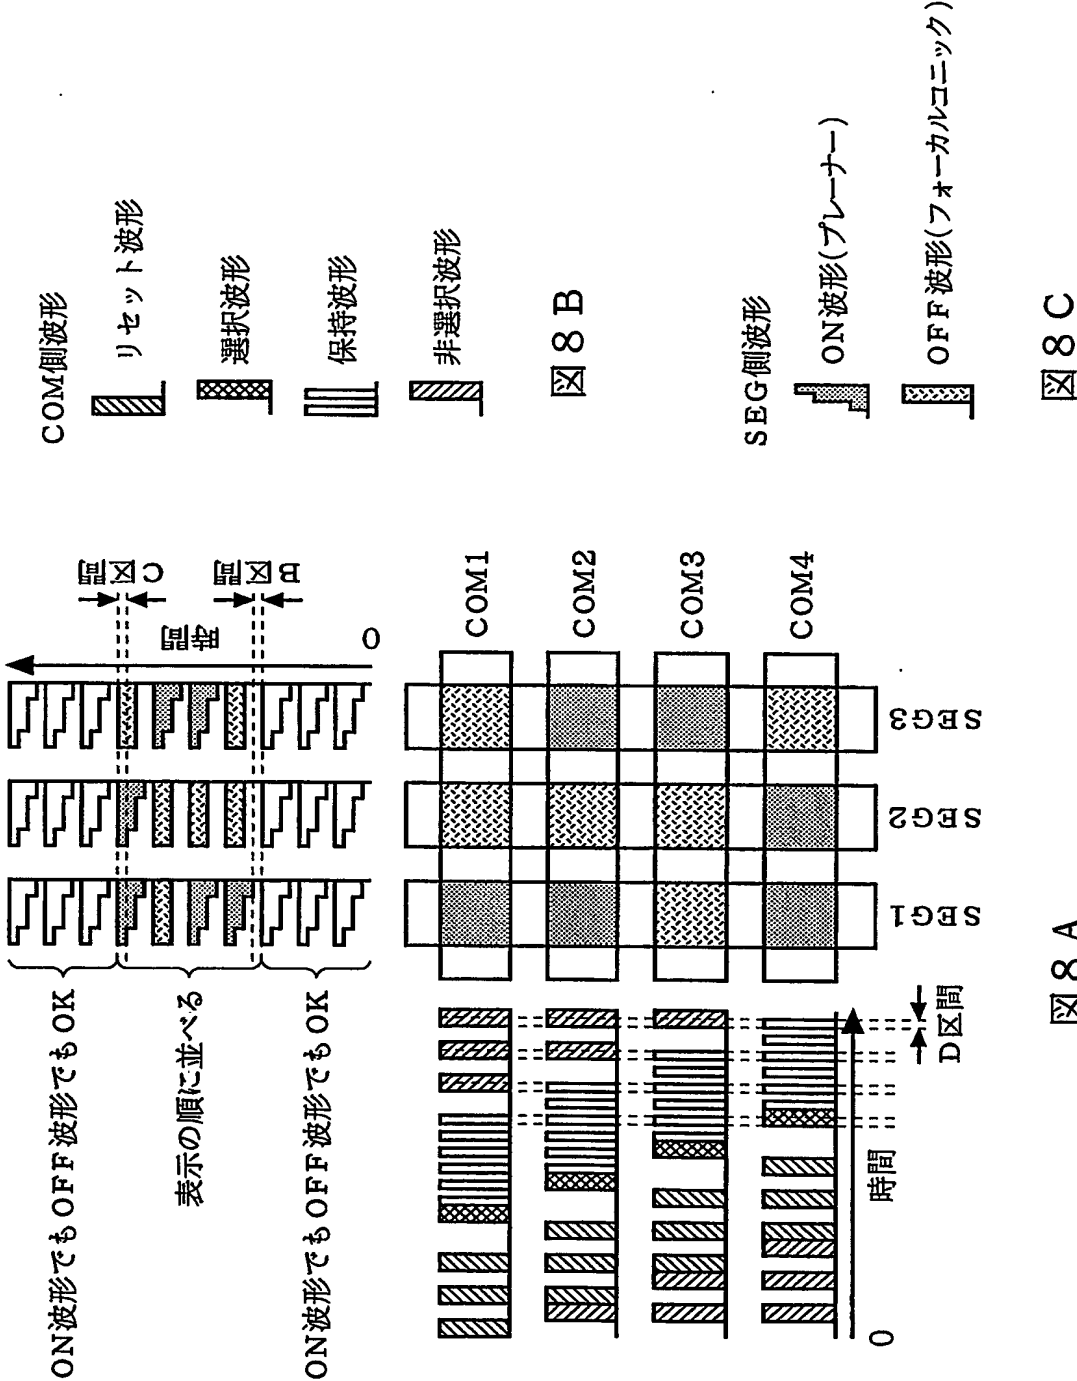 COM側波形
リセット波形
選択波形
保持波形
非選択波形
図8B
SEG側波形
ON波形(プレーナー)
OFF波形(フォーカルコニック)
図8C
ON波形でもOFF波形でもOK
表示の順に並べる
ON波形でもOFF波形でもOK
C区間
B区間
時間
0
COM1
COM2
COM3
COM4
SEG1
SEG2
SEG3
D区間
時間
0
図8A